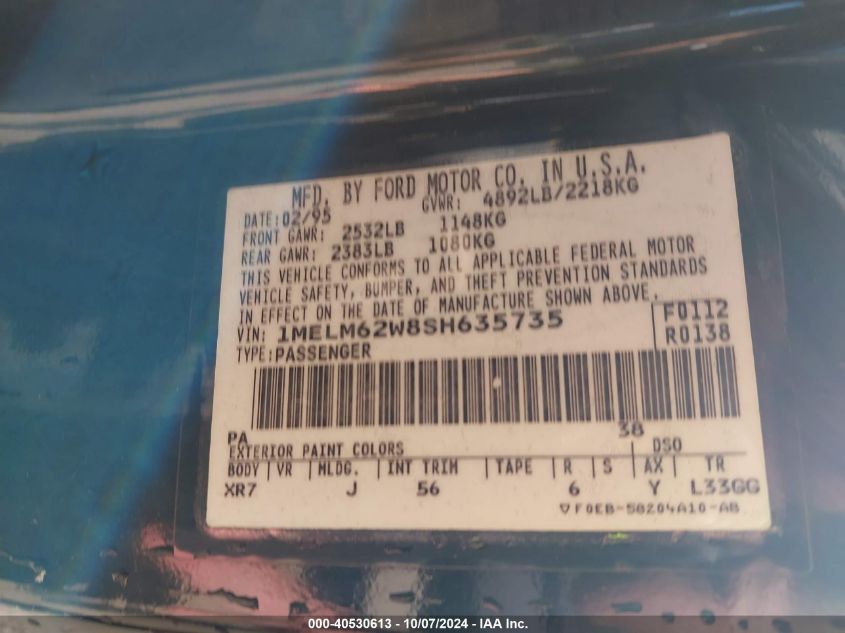 MFD. BY FORD MOTOR CO. IN U.S.A.
DATE: 02/95 GVWR: 4892LB/2218KG
FRONT GAWR: 2532LB 1148KG
REAR GAWR: 2383LB 1080KG
THIS VEHICLE CONFORMS TO ALL APPLICABLE FEDERAL MOTOR
VEHICLE SAFETY, BUMPER, AND THEFT PREVENTION STANDARDS
IN EFFECT ON THE DATE OF MANUFACTURE SHOWN ABOVE.
VIN: 1MELM62W8SH635735 F0112
TYPE: PASSENGER R0138
PA 38
EXTERIOR PAINT COLORS DSO
BODY VR MLDG. INT TRIM TAPE R S AX TR
XR7 J 56 6 Y L33GG
F0EB-58204A10-AB
000-40530613 - 10/07/2024 - IAA Inc.